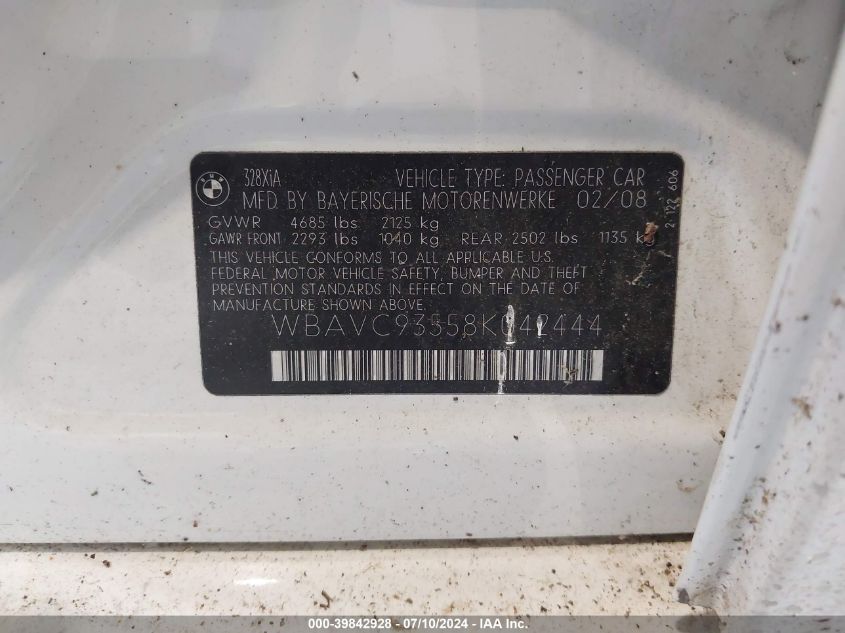 BMW
328XiA VEHICLE TYPE: PASSENGER CAR
MFD BY BAYERISCHE MOTORENWERKE 02/08
GVWR 4685 lbs 2125 kg
GAWR FRONT 2293 lbs 1040 kg REAR 2502 lbs 1135 kg
THIS VEHICLE CONFORMS TO ALL APPLICABLE U.S.
FEDERAL MOTOR VEHICLE SAFETY, BUMPER AND THEFT
PREVENTION STANDARDS IN EFFECT ON THE DATE OF
MANUFACTURE SHOWN ABOVE.
WBAVC93558K042444
2 122 606
000-39842928 - 07/10/2024 - IAA Inc.